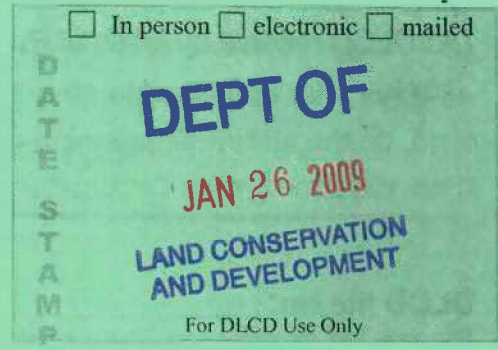 ☐ In person ☐ electronic ☐ mailed
DATE STAMP
DEPT OF
JAN 26 2009
LAND CONSERVATION
AND DEVELOPMENT
For DLCD Use Only